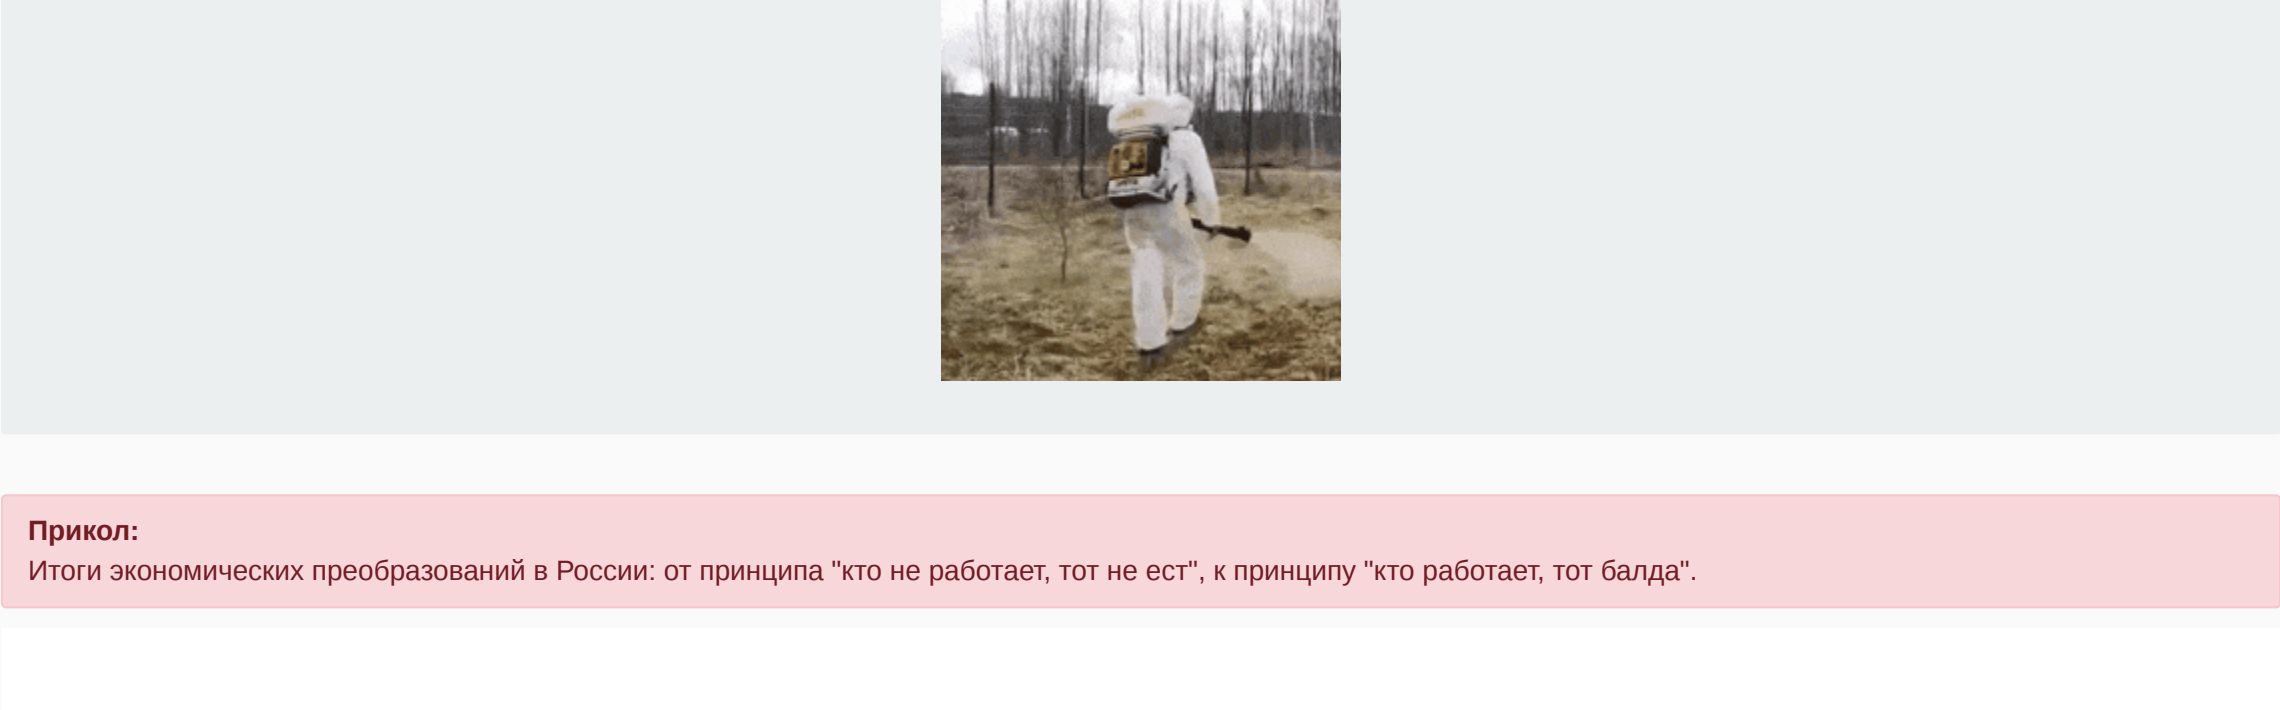 Прикол:
Итоги экономических преобразований в России: от принципа "кто не работает, тот не ест", к принципу "кто работает, тот балда".